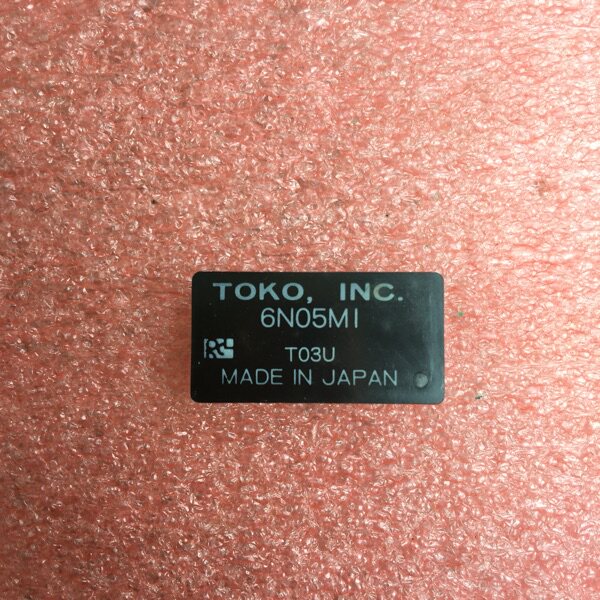 TOKO, INC.
6N05MI
T03U
MADE IN JAPAN